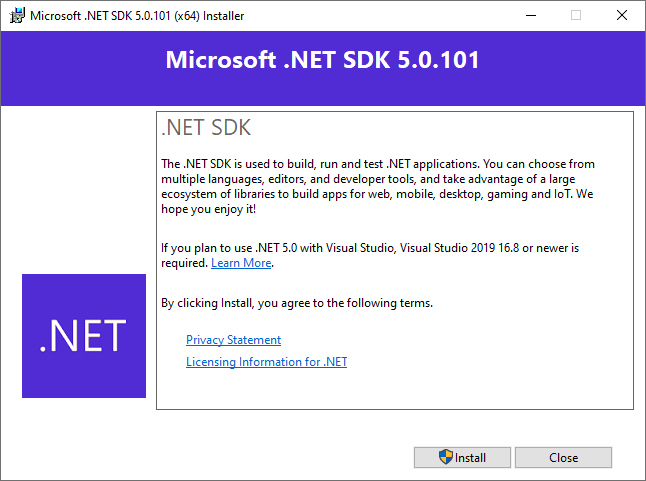 Microsoft .NET SDK 5.0.101 (x64) Installer
Microsoft .NET SDK 5.0.101
.NET SDK
The .NET SDK is used to build, run and test .NET applications. You can choose from
multiple languages, editors, and developer tools, and take advantage of a large
ecosystem of libraries to build apps for web, mobile, desktop, gaming and IoT. We
hope you enjoy it!
If you plan to use .NET 5.0 with Visual Studio, Visual Studio 2019 16.8 or newer is
required. Learn More.
By clicking Install, you agree to the following terms.
Privacy Statement
Licensing Information for .NET
.NET
Install
Close